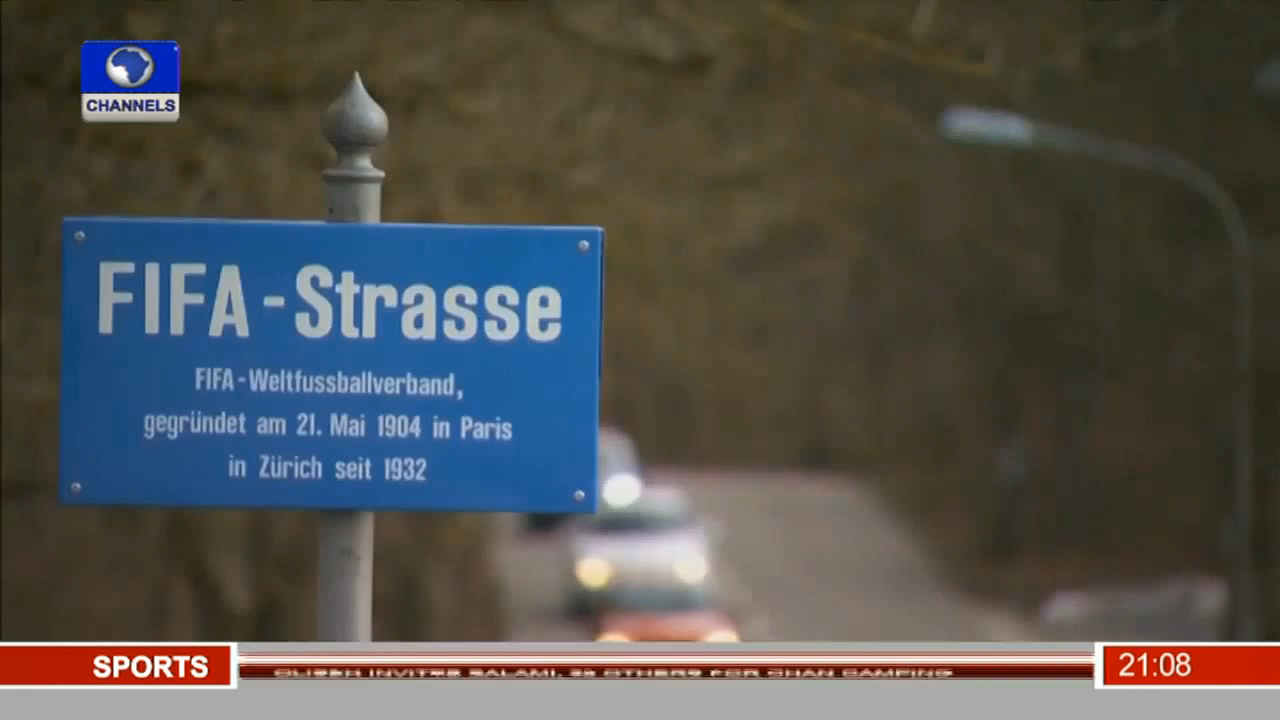 CHANNELS
FIFA-Strasse
FIFA-Weltfussballverband,
gegründet am 21. Mai 1904 in Paris
in Zürich seit 1932
SPORTS
21:08